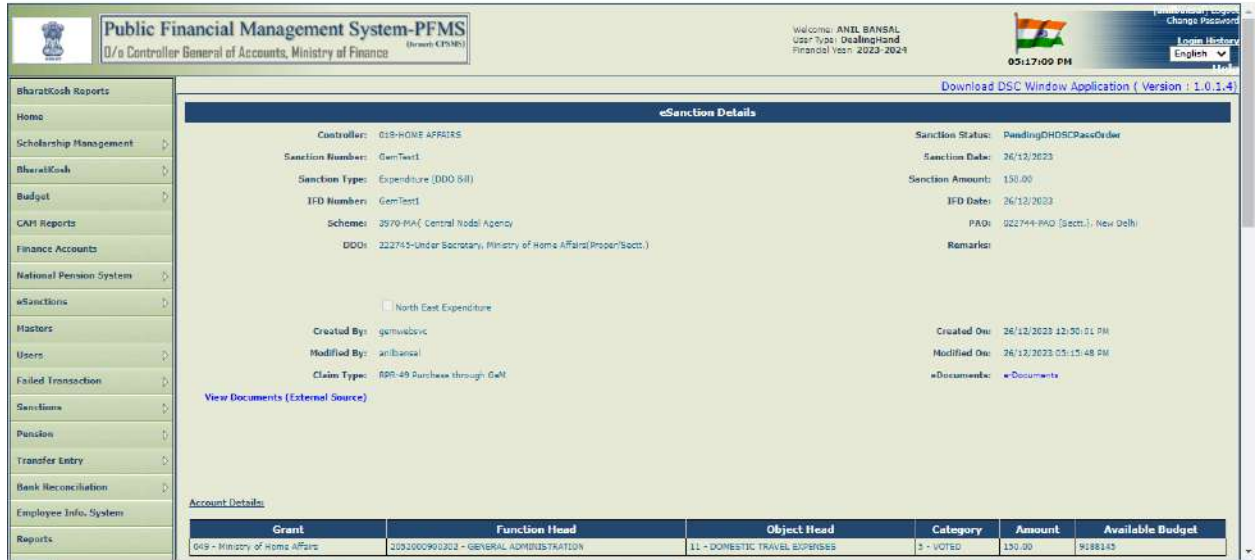 Public Financial Management System-PFMS
(formerly CPSMS)
O/o Controller General of Accounts, Ministry of Finance
Welcome: ANIL BANSAL
User Type: DealingHand
Financial Year: 2023-2024
05:17:09 PM
[anilbansal] Logout
Change Password
Login History
English
Help
Download DSC Window Application ( Version : 1.0.1.4)
BharatKosh Reports
Home
Scholarship Management
BharatKosh
Budget
CAM Reports
Finance Accounts
National Pension System
eSanctions
Masters
Users
Failed Transaction
Sanctions
Pension
Transfer Entry
Bank Reconciliation
Employee Info. System
Reports
eSanction Details
Controller: 018-HOME AFFAIRS Sanction Status: PendingDHDSCPassOrder
Sanction Number: GemTest1 Sanction Date: 26/12/2023
Sanction Type: Expenditure (DDO Bill) Sanction Amount: 150.00
IFD Number: GemTest1 IFD Date: 26/12/2023
Scheme: 3970-MA( Central Nodal Agency PAO: 022744-PAO (Sectt.), New Delhi
DDO: 222745-Under Secretary, Ministry of Home Affairs(Proper/Sectt.) Remarks:
North East Expenditure
Created By: gemwebsvc Created On: 26/12/2023 12:50:01 PM
Modified By: anilbansal Modified On: 26/12/2023 05:15:48 PM
Claim Type: RPR-49 Purchase through GeM eDocuments: e-Documents
View Documents (External Source)
Account Details:
Grant Function Head Object Head Category Amount Available Budget
049 - Ministry of Home Affairs 2052000900302 - GENERAL ADMINISTRATION 11 - DOMESTIC TRAVEL EXPENSES 5 - VOTED 150.00 9188145